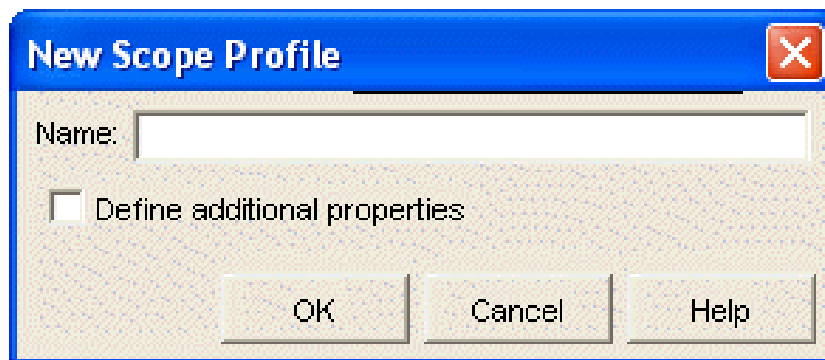 New Scope Profile
Name:
Define additional properties
OK Cancel Help